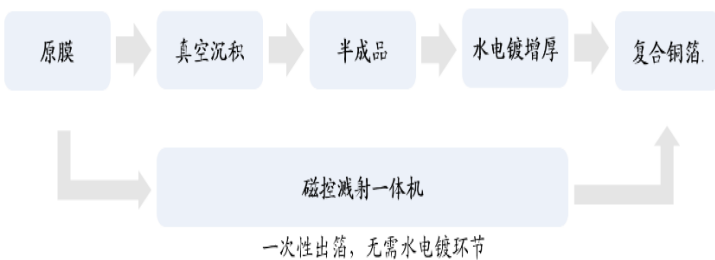 原膜
真空沉积
半成品
水电镀增厚
复合铜箔.
磁控溅射一体机
一次性出箔，无需水电镀环节